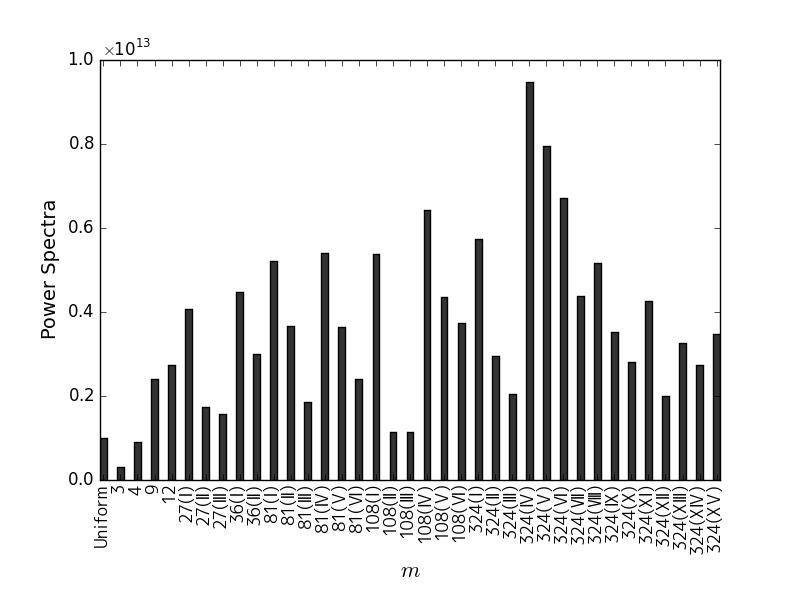 ×10¹³
1.0
0.8
0.6
0.4
0.2
0.0
Power Spectra
Uniform
3
4
9
12
27(I)
27(II)
27(III)
36(I)
36(II)
81(I)
81(II)
81(III)
81(IV)
81(V)
81(VI)
108(I)
108(II)
108(III)
108(IV)
108(V)
108(VI)
324(I)
324(II)
324(III)
324(IV)
324(V)
324(VI)
324(VII)
324(VIII)
324(IX)
324(X)
324(XI)
324(XII)
324(XIII)
324(XIV)
324(XV)
m